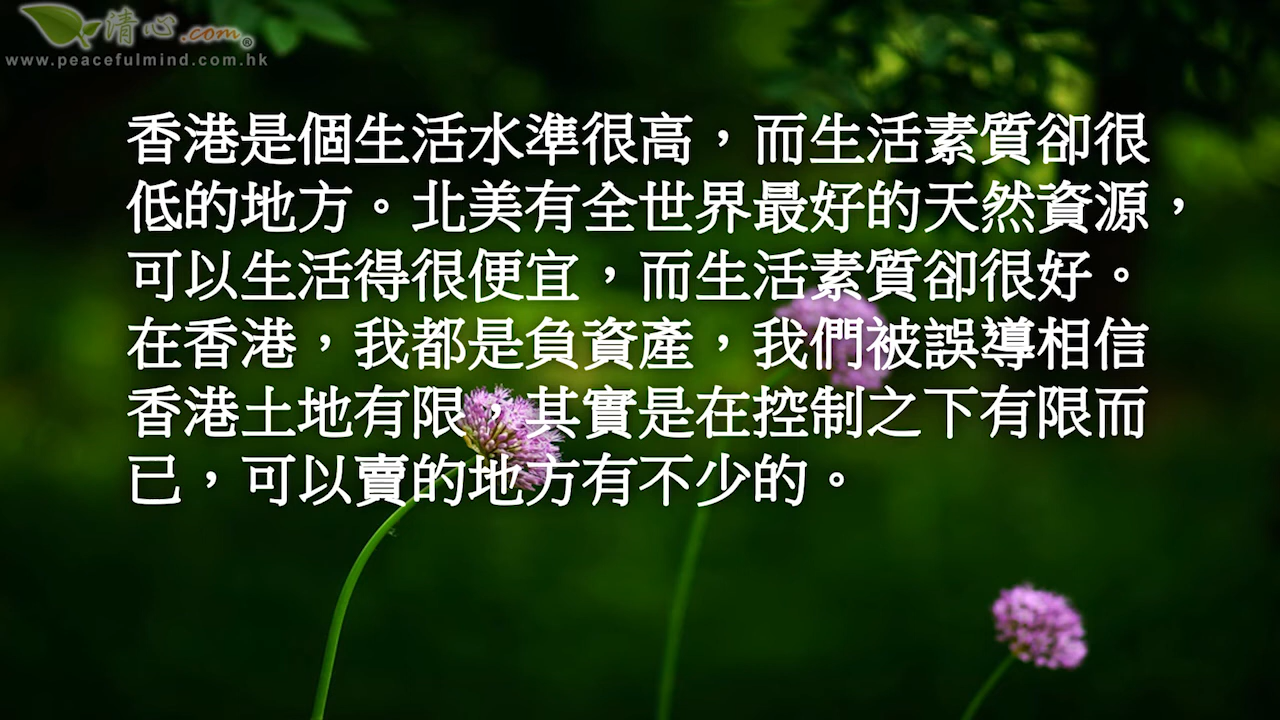 清心.com®
www.peacefulmind.com.hk
香港是個生活水準很高，而生活素質卻很
低的地方。北美有全世界最好的天然資源，
可以生活得很便宜，而生活素質卻很好。
在香港，我都是負資產，我們被誤導相信
香港土地有限，其實是在控制之下有限而
已，可以賣的地方有不少的。